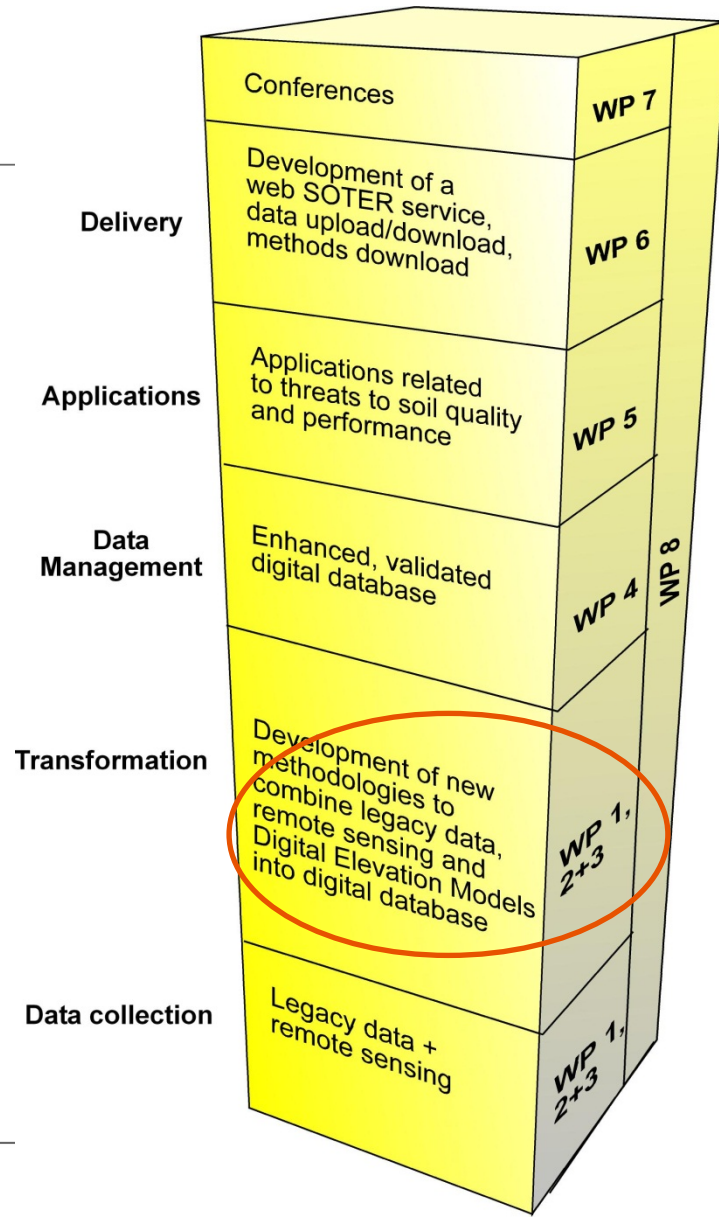 Conferences
WP 7
Delivery
Development of a
web SOTER service,
data upload/download,
methods download
WP 6
Applications
Applications related
to threats to soil quality
and performance
WP 5
Data
Management
Enhanced, validated
digital database
WP 4
WP 8
Transformation
Development of new
methodologies to
combine legacy data,
remote sensing and
Digital Elevation Models
into digital database
WP 1,
2+3
Data collection
Legacy data +
remote sensing
WP 1,
2+3